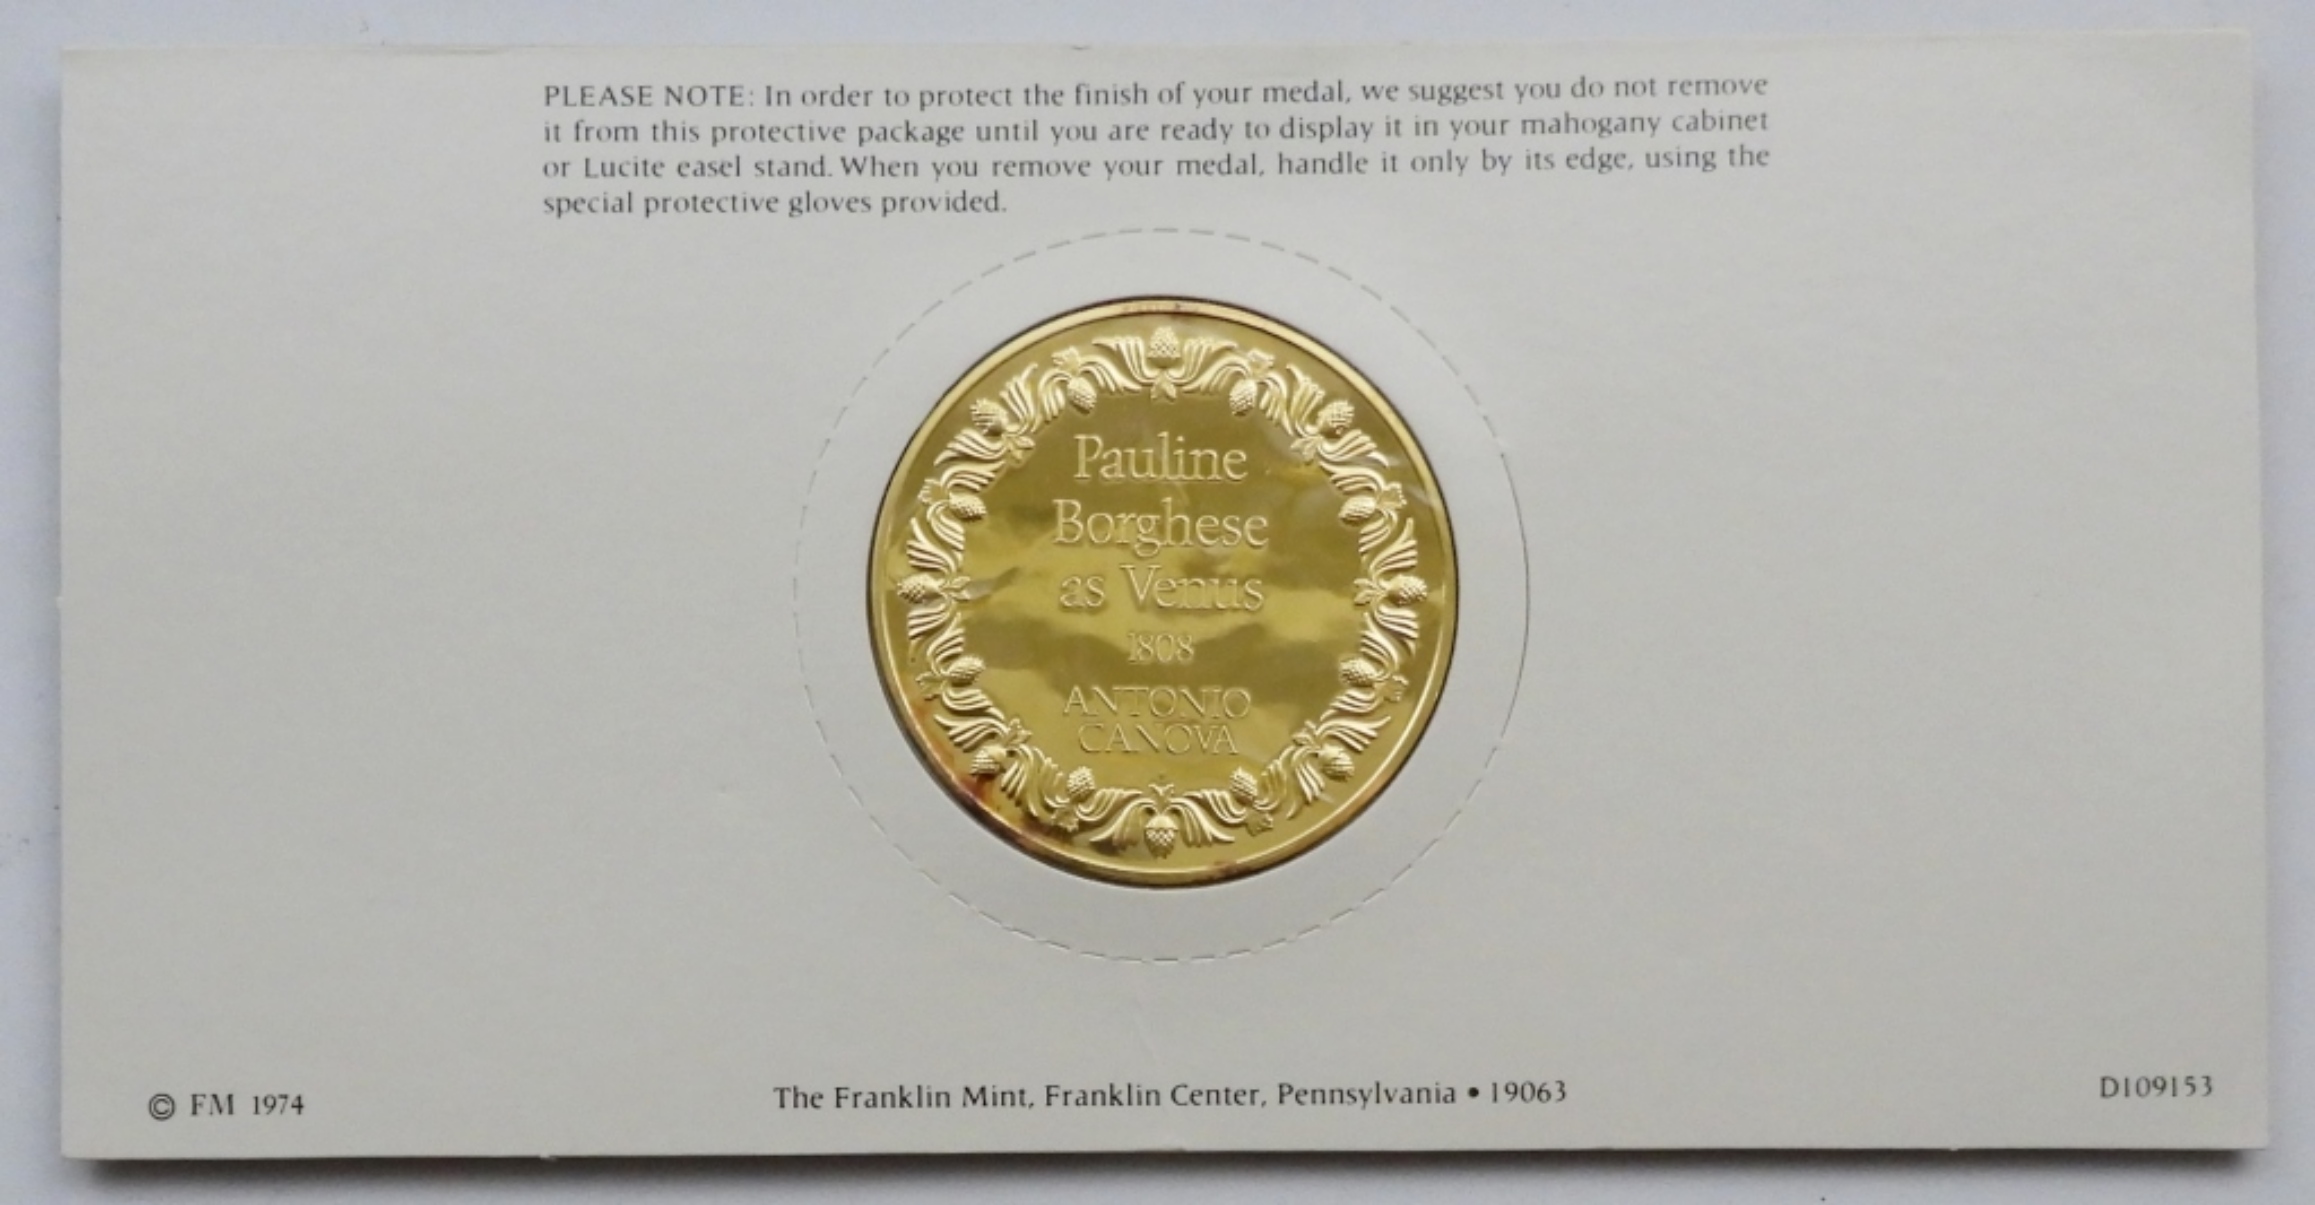 PLEASE NOTE: In order to protect the finish of your medal, we suggest you do not remove
it from this protective package until you are ready to display it in your mahogany cabinet
or Lucite easel stand. When you remove your medal, handle it only by its edge, using the
special protective gloves provided.
Pauline
Borghese
as Venus
1808
ANTONIO
CANOVA
© FM 1974
The Franklin Mint, Franklin Center, Pennsylvania • 19063
D109153